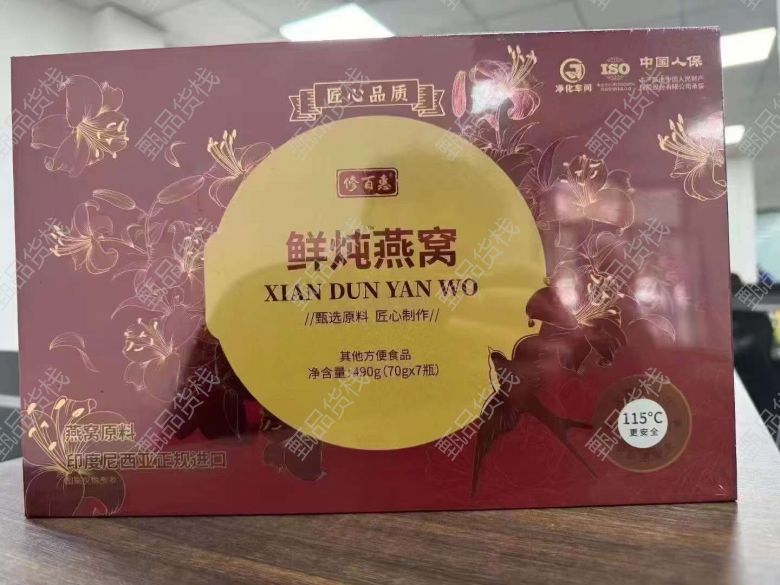 匠心品质
净化车间
ISO
中国人保
修百惠
鲜炖燕窝
XIAN DUN YAN WO
//甄选原料 匠心制作//
其他方便食品
净含量:490g(70gx7瓶)
115°C
更安全
燕窝原料
印度尼西亚正规进口
甄品货栈